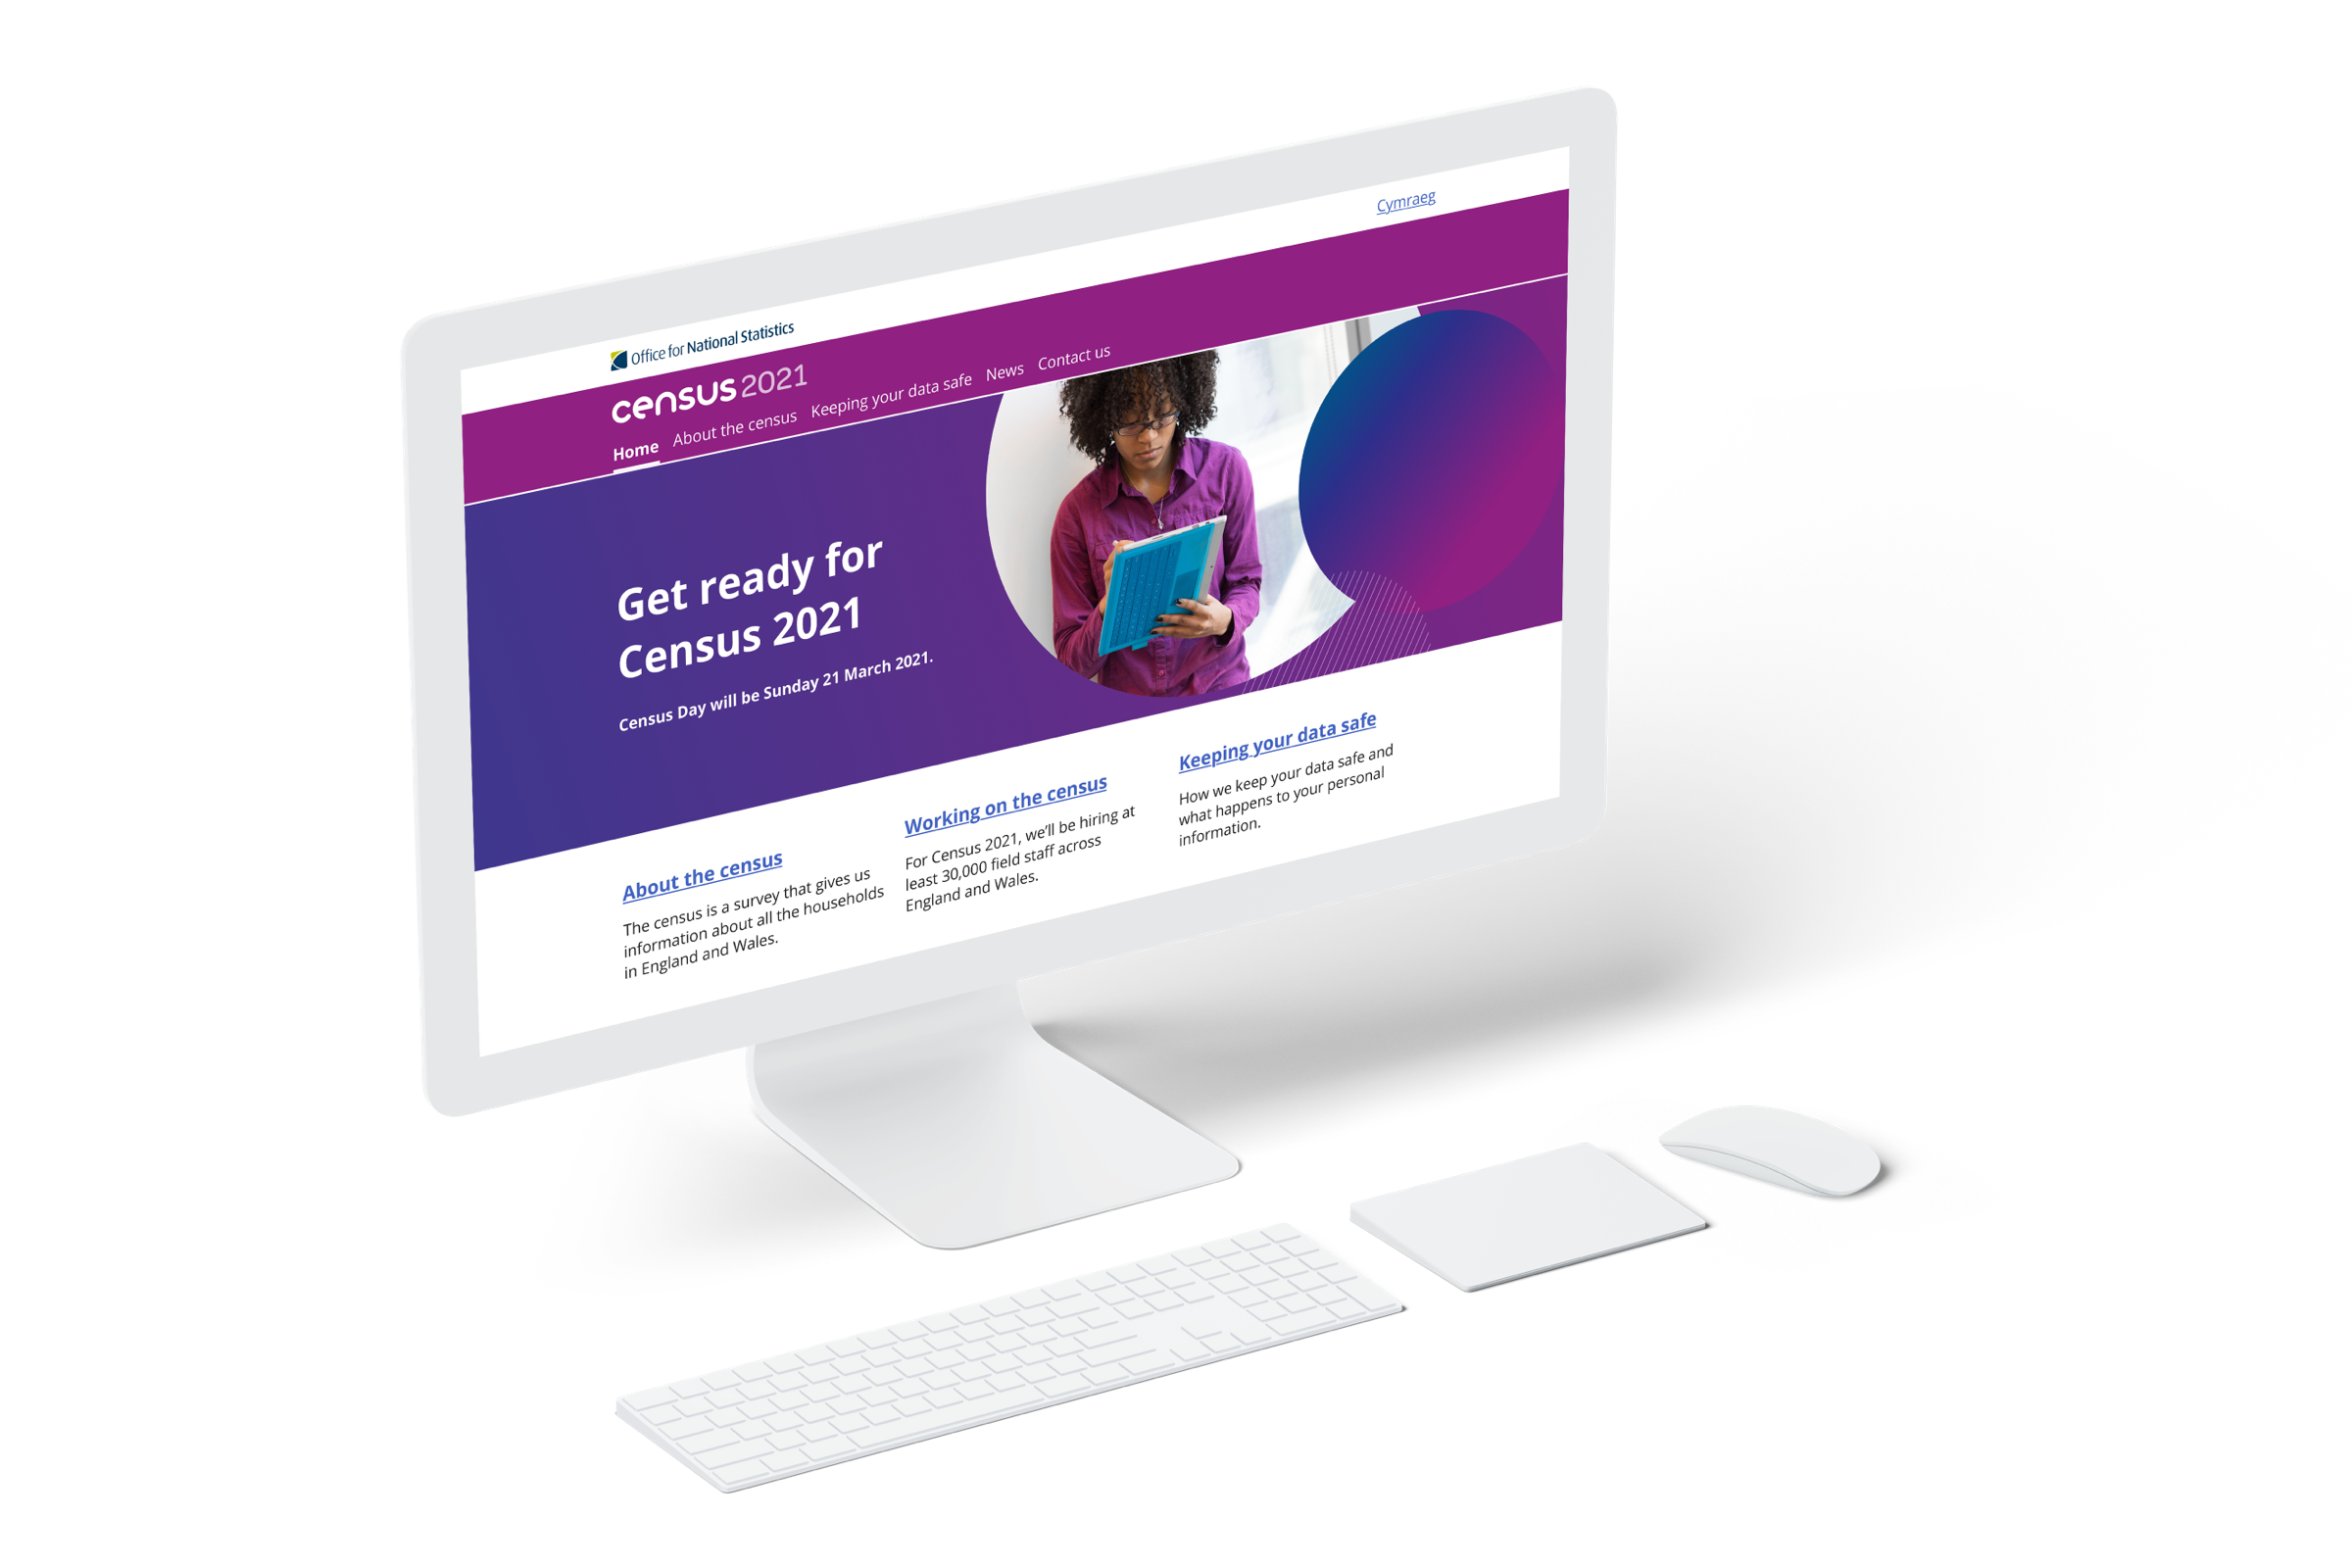 Cymraeg
Office for National Statistics
census 2021
Home About the census Keeping your data safe News Contact us
Get ready for
Census 2021
Census Day will be Sunday 21 March 2021.
About the census
The census is a survey that gives us
information about all the households
in England and Wales.
Working on the census
For Census 2021, we'll be hiring at
least 30,000 field staff across
England and Wales.
Keeping your data safe
How we keep your data safe and
what happens to your personal
information.